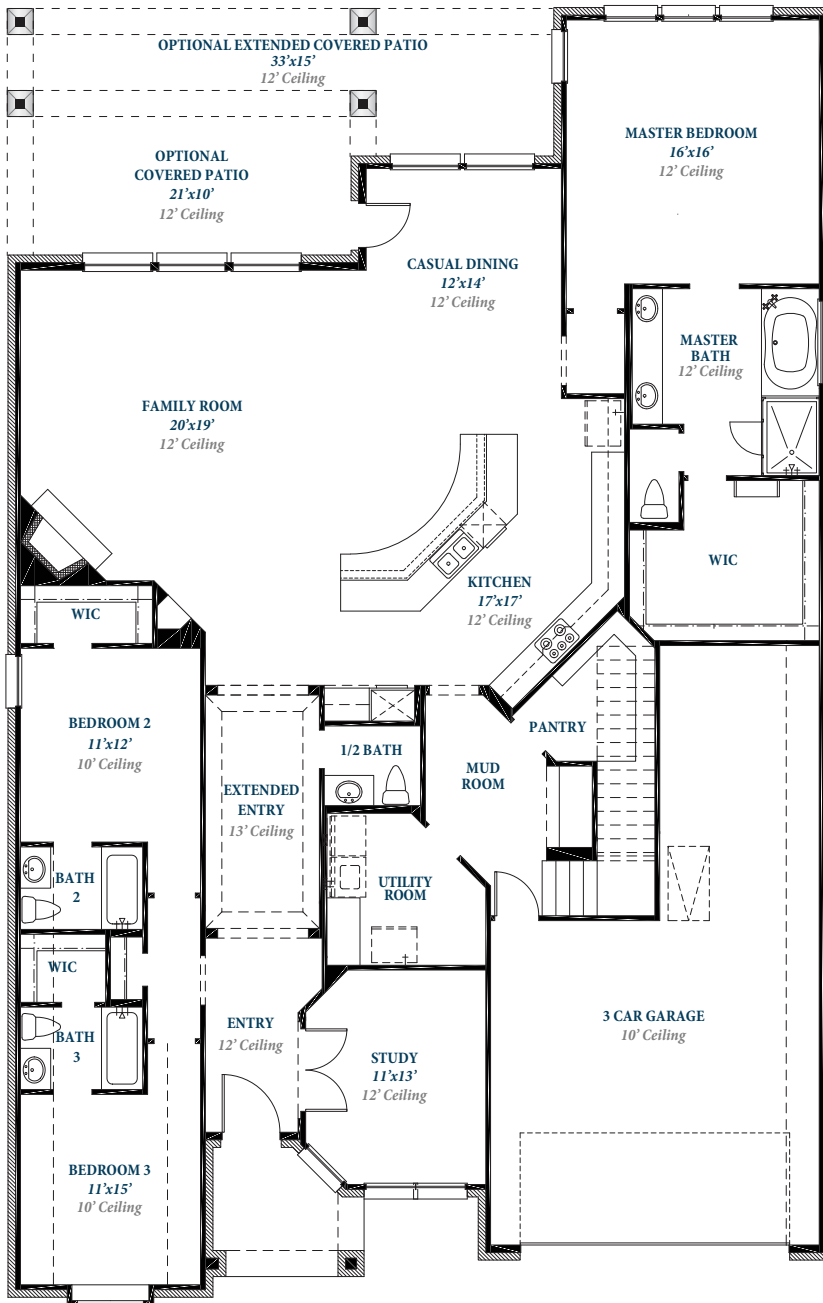 OPTIONAL EXTENDED COVERED PATIO
33'x15'
12' Ceiling
OPTIONAL
COVERED PATIO
21'x10'
12' Ceiling
MASTER BEDROOM
16'x16'
12' Ceiling
CASUAL DINING
12'x14'
12' Ceiling
MASTER
BATH
12' Ceiling
FAMILY ROOM
20'x19'
12' Ceiling
WIC
KITCHEN
17'x17'
12' Ceiling
WIC
BEDROOM 2
11'x12'
10' Ceiling
1/2 BATH
PANTRY
MUD
ROOM
EXTENDED
ENTRY
13' Ceiling
BATH
2
UTILITY
ROOM
WIC
ENTRY
12' Ceiling
3 CAR GARAGE
10' Ceiling
BATH
3
STUDY
11'x13'
12' Ceiling
BEDROOM 3
11'x15'
10' Ceiling